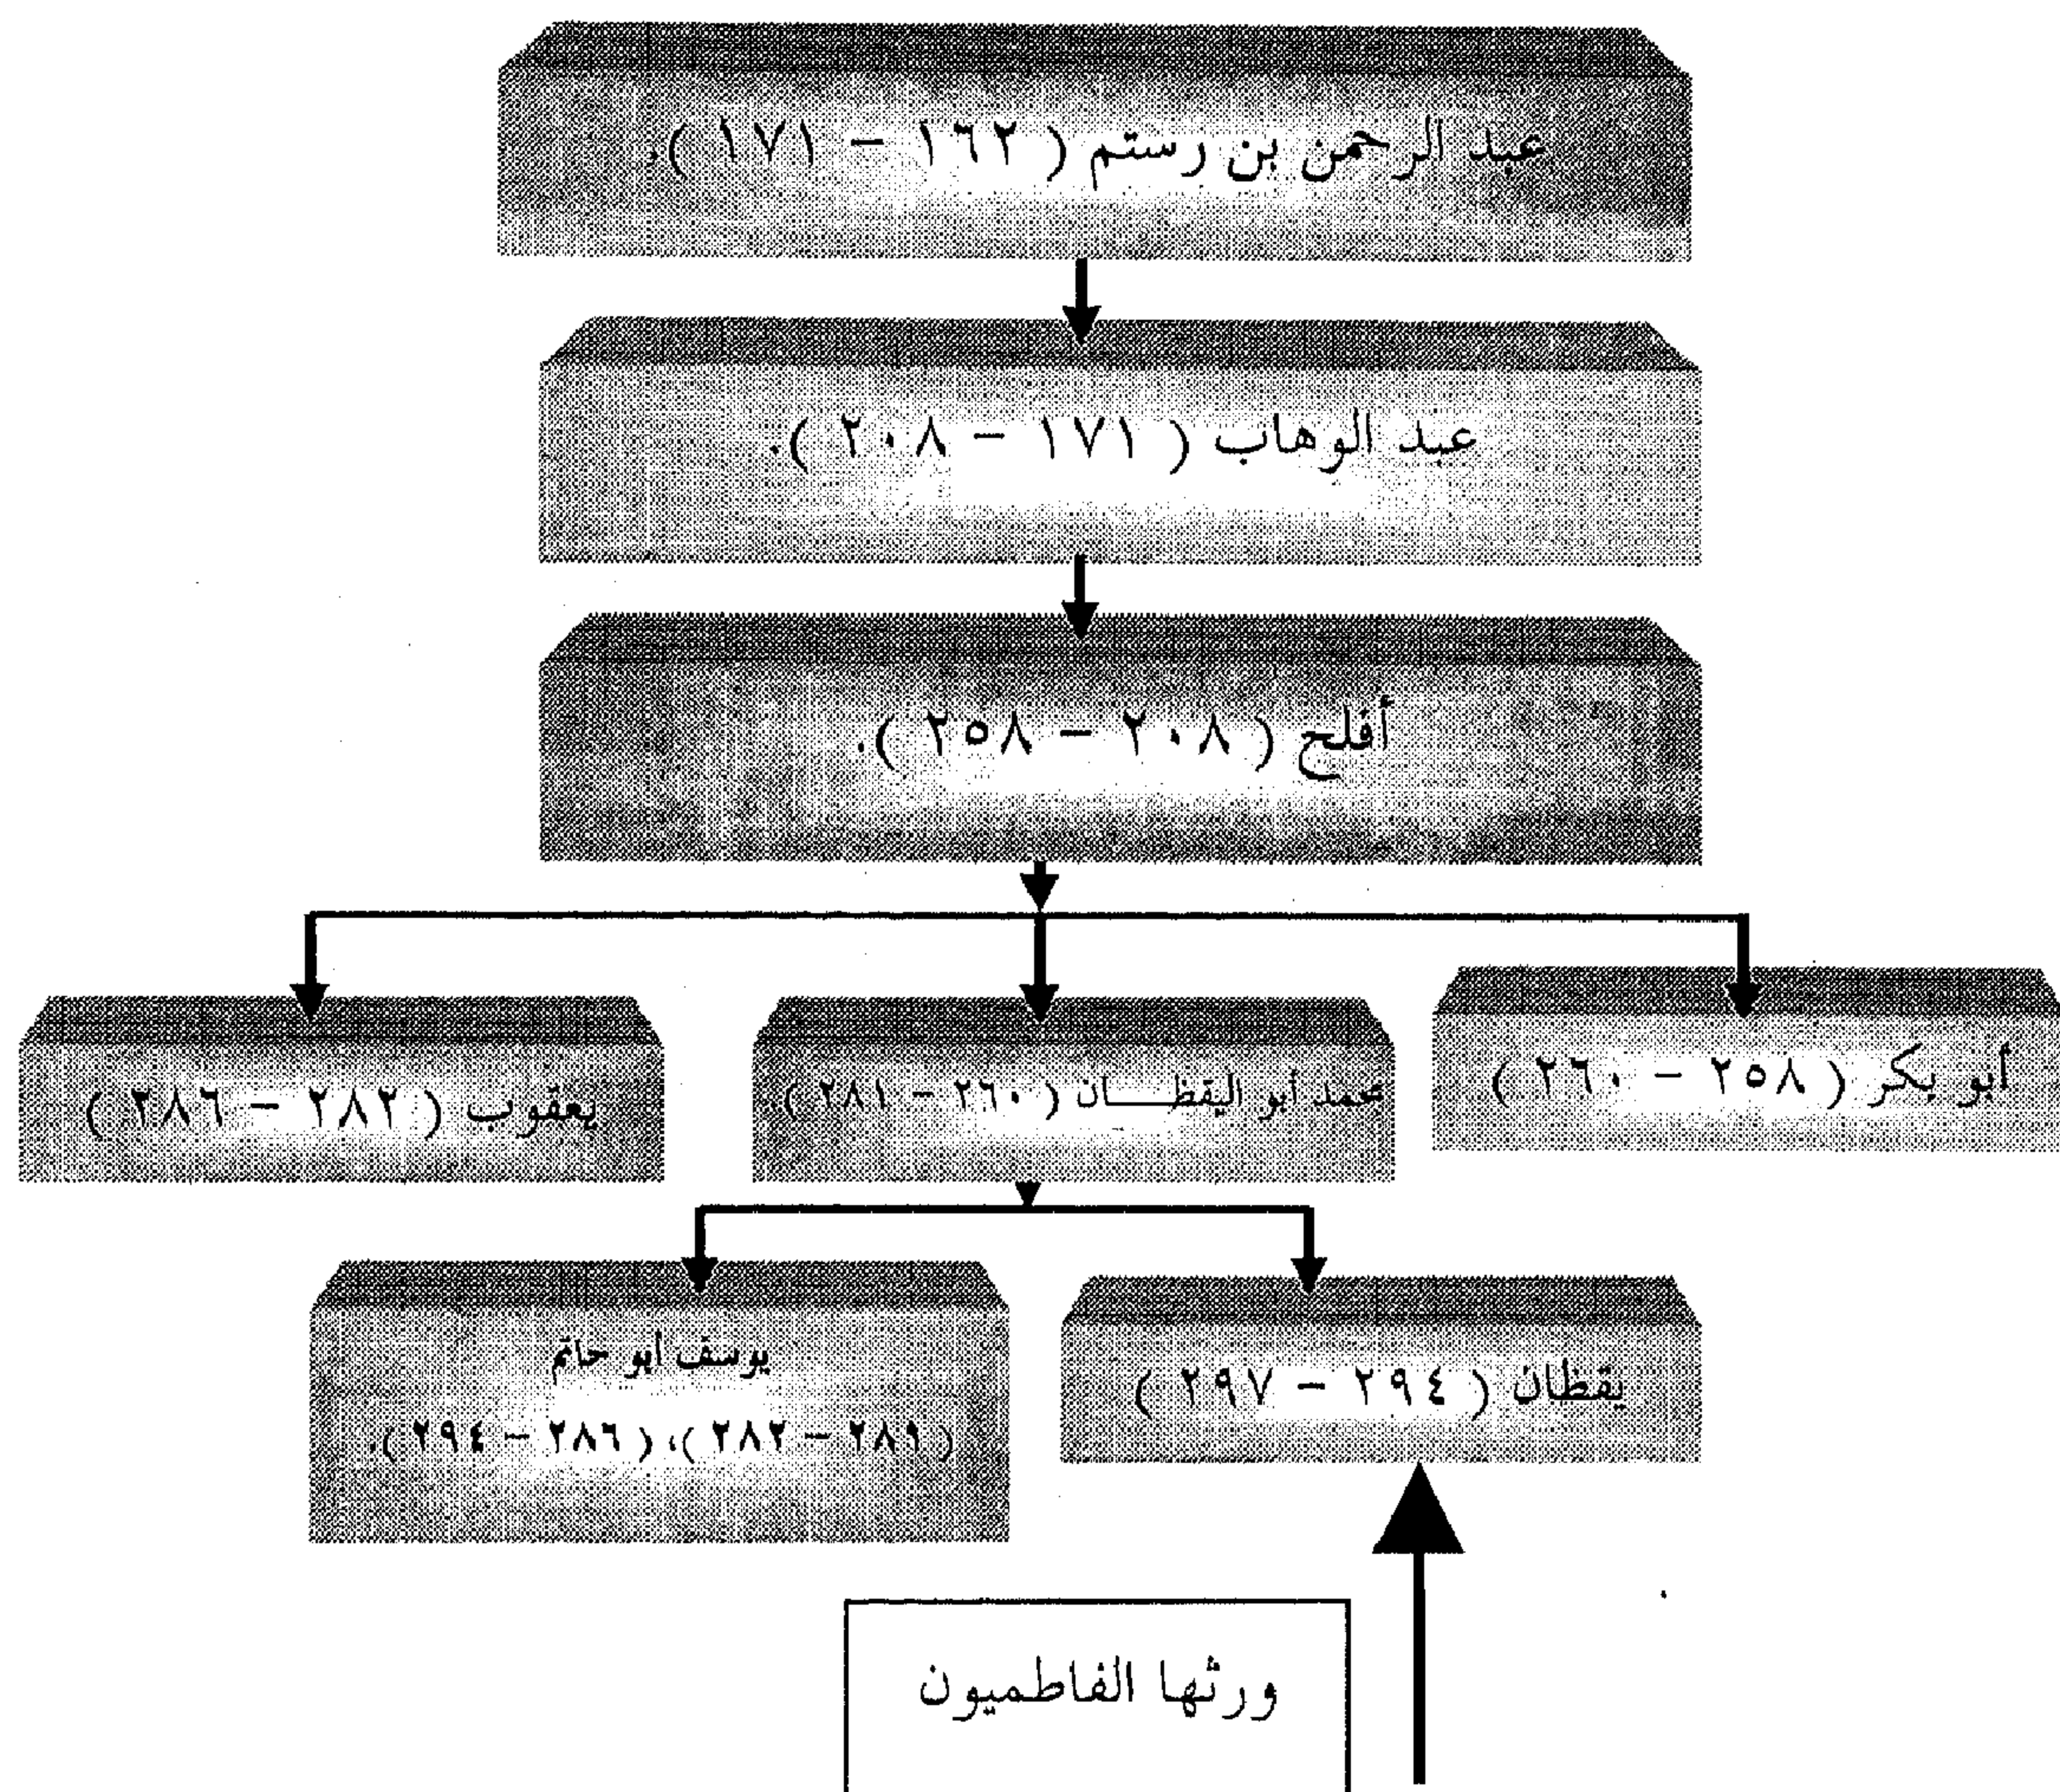 عبد الرحمن بن رستم ( ١٦٢ – ١٧١ ).
عبد الوهاب ( ١٧١ – ٢٠٨ ).
أفلح ( ٢٠٨ – ٢٥٨ ).
أبو بكر ( ٢٥٨ – ٢٦٠ )
محمد أبو اليقظان ( ٢٦٠ – ٢٨١ ).
يعقوب ( ٢٨٢ – ٢٨٦ )
يقظان ( ٢٩٤ – ٢٩٧ )
يوسف أبو حاتم
( ٢٨١ – ٢٨٢ )، ( ٢٨٦ – ٢٩٤ ).
ورثها الفاطميون